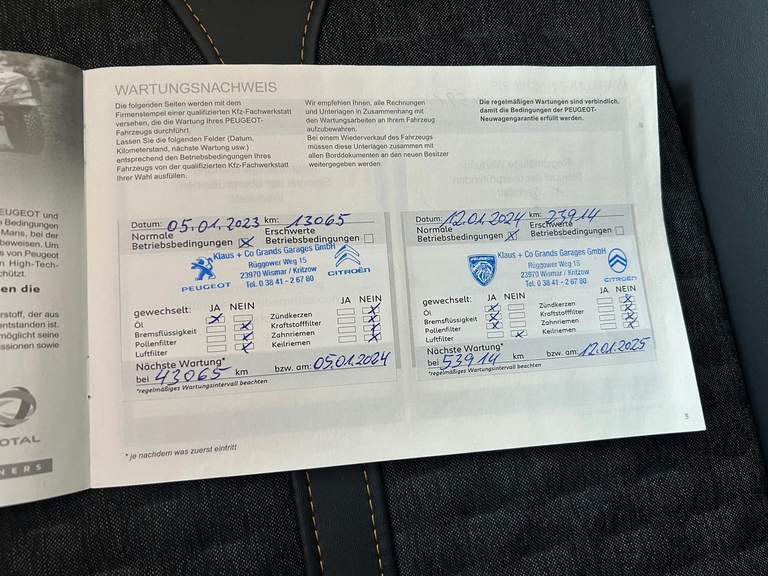 WARTUNGSNACHWEIS
Die folgenden Seiten werden mit dem
Firmenstempel einer qualifizierten Kfz-Fachwerkstatt
versehen, die die Wartung Ihres PEUGEOT-
Fahrzeugs durchführt.
Lassen Sie die folgenden Felder (Datum,
Kilometerstand, nächste Wartung usw.)
entsprechend den Betriebsbedingungen Ihres
Fahrzeugs von der qualifizierten Kfz-Fachwerkstatt
Ihrer Wahl ausfüllen.
Wir empfehlen Ihnen, alle Rechnungen
und Unterlagen in Zusammenhang mit
den Wartungsarbeiten an Ihrem Fahrzeug
aufzubewahren.
Bei einem Wiederverkauf des Fahrzeugs
müssen diese Unterlagen zusammen mit
allen Borddokumenten an den neuen Besitzer
weitergegeben werden.
Die regelmäßigen Wartungen sind verbindlich,
damit die Bedingungen der PEUGEOT-
Neuwagengarantie erfüllt werden.
EUGEOT und
Bedingungen
Mans, bei der
beweisen. Um
s von Peugeot
n High-Tech-
chützt.
en die
rstoff, der aus
entstanden ist.
möglicht seine
ssionen sowie
OTAL
NERS
Datum: 05.01.2023 km: 13065
Normale Erschwerte
Betriebsbedingungen X Betriebsbedingungen
Klaus + Co Grands Garages GmbH
Rüggower Weg 15
23970 Wismar / Kritzow
Tel. 0 38 41 - 2 67 80
PEUGEOT
CITROËN
gewechselt: JA NEIN JA NEIN
Öl X Zündkerzen X
Bremsflüssigkeit X Kraftstofffilter X
Pollenfilter X Zahnriemen X
Luftfilter X Keilriemen X
Nächste Wartung*
bei 43065 km bzw. am: 05.01.2024
*regelmäßiges Wartungsintervall beachten
Datum: 12.01.2024 km: 23914
Normale Erschwerte
Betriebsbedingungen X Betriebsbedingungen
Klaus + Co Grands Garages GmbH
Rüggower Weg 15
23970 Wismar / Kritzow
Tel. 0 38 41 - 2 67 80
PEUGEOT
CITROËN
gewechselt: JA NEIN JA NEIN
Öl X Zündkerzen X
Bremsflüssigkeit X Kraftstofffilter X
Pollenfilter X Zahnriemen X
Luftfilter X Keilriemen X
Nächste Wartung*
bei 53914 km bzw. am: 12.01.2025
*regelmäßiges Wartungsintervall beachten
* je nachdem was zuerst eintritt
5